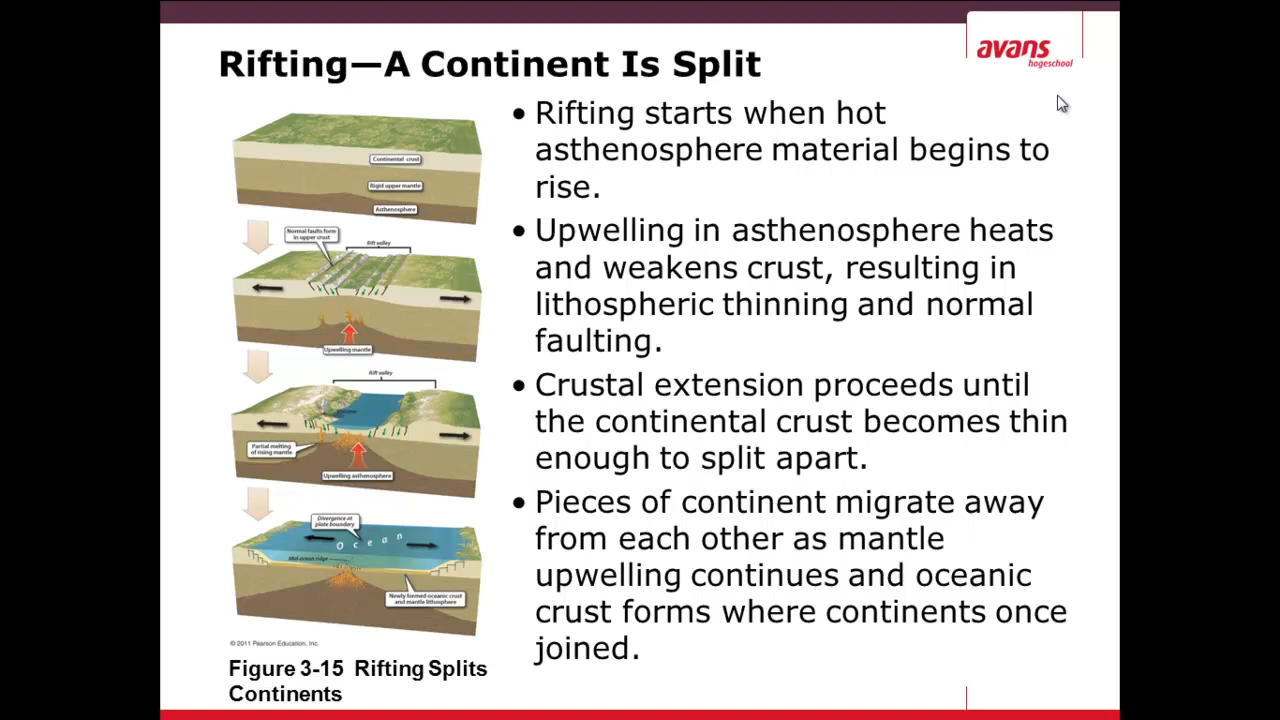 Rifting—A Continent Is Split
avans
hogeschool
Continental crust
Rigid upper mantle
Asthenosphere
Normal faults form
in upper crust
Rift valley
Upwelling mantle
Rift valley
Partial melting
of rising mantle
Upwelling asthenosphere
Divergence at
plate boundary
Ocean
Mid-ocean ridge
Newly formed oceanic crust
and mantle lithosphere
© 2011 Pearson Education, Inc.
Figure 3-15 Rifting Splits
Continents
• Rifting starts when hot
asthenosphere material begins to
rise.
• Upwelling in asthenosphere heats
and weakens crust, resulting in
lithospheric thinning and normal
faulting.
• Crustal extension proceeds until
the continental crust becomes thin
enough to split apart.
• Pieces of continent migrate away
from each other as mantle
upwelling continues and oceanic
crust forms where continents once
joined.